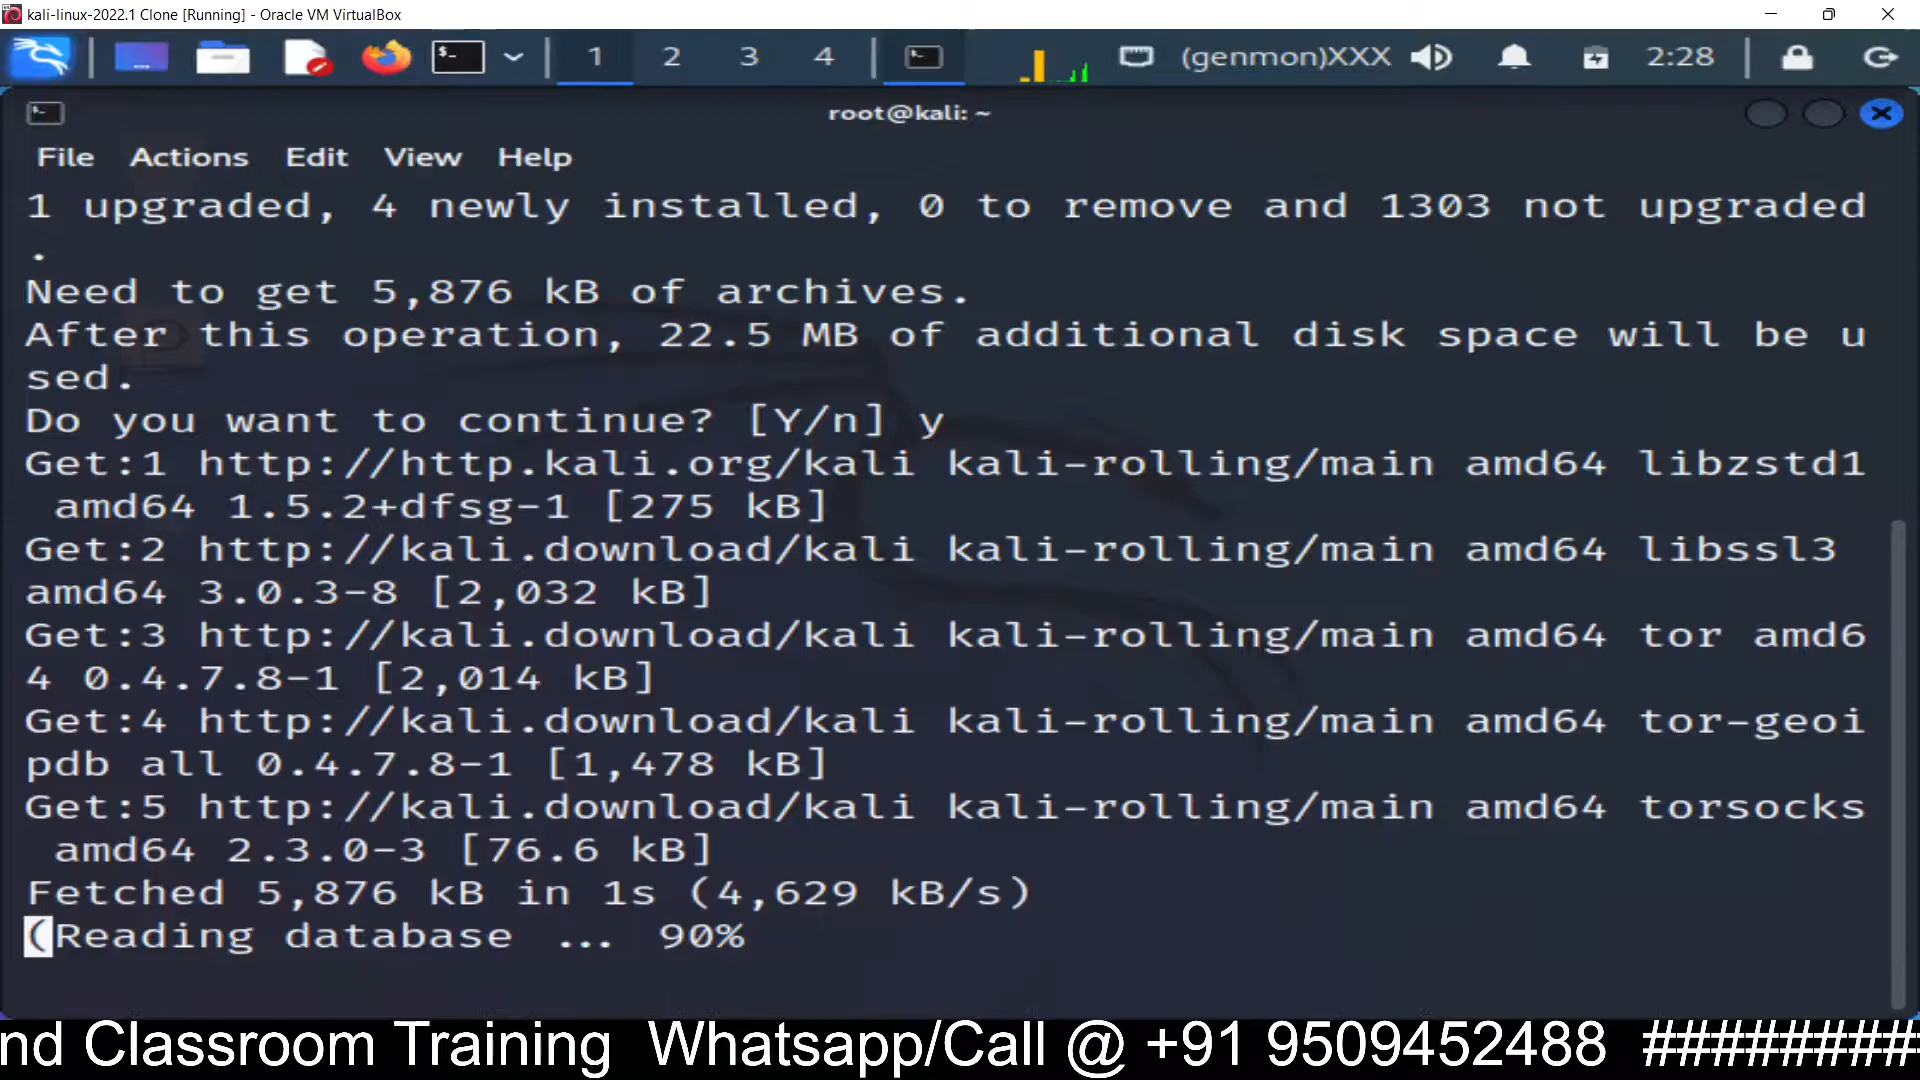 kali-linux-2022.1 Clone [Running] - Oracle VM VirtualBox
1 2 3 4 (genmon)XXX 2:28
root@kali: ~
File Actions Edit View Help
1 upgraded, 4 newly installed, 0 to remove and 1303 not upgraded
.
Need to get 5,876 kB of archives.
After this operation, 22.5 MB of additional disk space will be u
sed.
Do you want to continue? [Y/n] y
Get:1 http://http.kali.org/kali kali-rolling/main amd64 libzstd1
 amd64 1.5.2+dfsg-1 [275 kB]
Get:2 http://kali.download/kali kali-rolling/main amd64 libssl3
amd64 3.0.3-8 [2,032 kB]
Get:3 http://kali.download/kali kali-rolling/main amd64 tor amd6
4 0.4.7.8-1 [2,014 kB]
Get:4 http://kali.download/kali kali-rolling/main amd64 tor-geoi
pdb all 0.4.7.8-1 [1,478 kB]
Get:5 http://kali.download/kali kali-rolling/main amd64 torsocks
 amd64 2.3.0-3 [76.6 kB]
Fetched 5,876 kB in 1s (4,629 kB/s)
(Reading database ... 90%
nd Classroom Training Whatsapp/Call @ +91 9509452488 ########